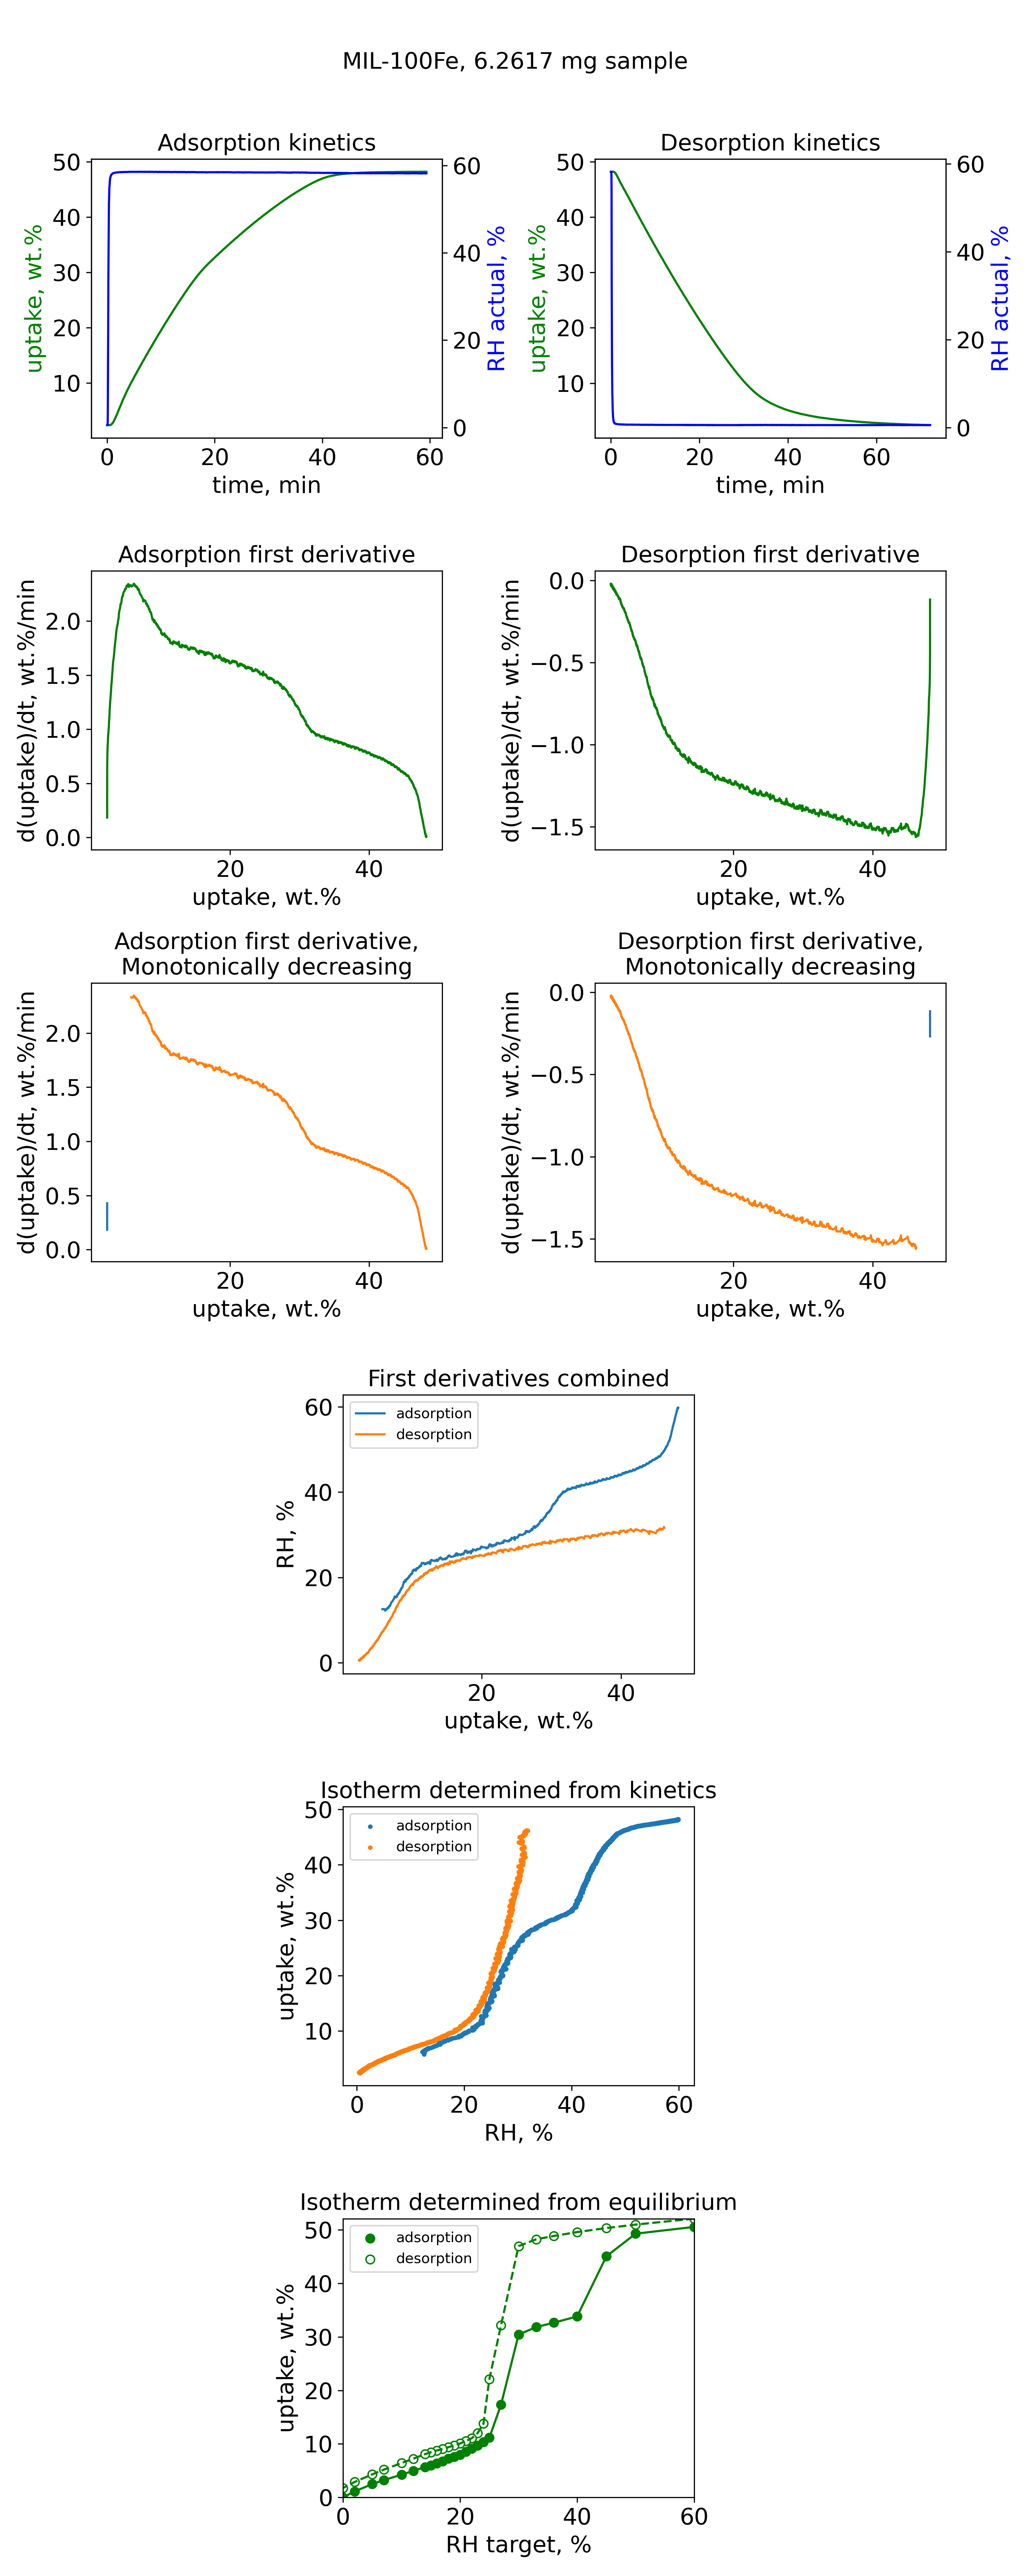 MIL-100Fe, 6.2617 mg sample
Adsorption kinetics
uptake, wt.%
50
40
30
20
10
60
40
20
0
RH actual, %
0 20 40 60
time, min
Desorption kinetics
uptake, wt.%
50
40
30
20
10
60
40
20
0
RH actual, %
0 20 40 60
time, min
Adsorption first derivative
d(uptake)/dt, wt.%/min
2.0
1.5
1.0
0.5
0.0
20 40
uptake, wt.%
Desorption first derivative
d(uptake)/dt, wt.%/min
0.0
−0.5
−1.0
−1.5
20 40
uptake, wt.%
Adsorption first derivative,
Monotonically decreasing
d(uptake)/dt, wt.%/min
2.0
1.5
1.0
0.5
0.0
20 40
uptake, wt.%
Desorption first derivative,
Monotonically decreasing
d(uptake)/dt, wt.%/min
0.0
−0.5
−1.0
−1.5
20 40
uptake, wt.%
First derivatives combined
adsorption
desorption
RH, %
60
40
20
0
20 40
uptake, wt.%
Isotherm determined from kinetics
adsorption
desorption
uptake, wt.%
50
40
30
20
10
0 20 40 60
RH, %
Isotherm determined from equilibrium
adsorption
desorption
uptake, wt.%
50
40
30
20
10
0
0 20 40 60
RH target, %